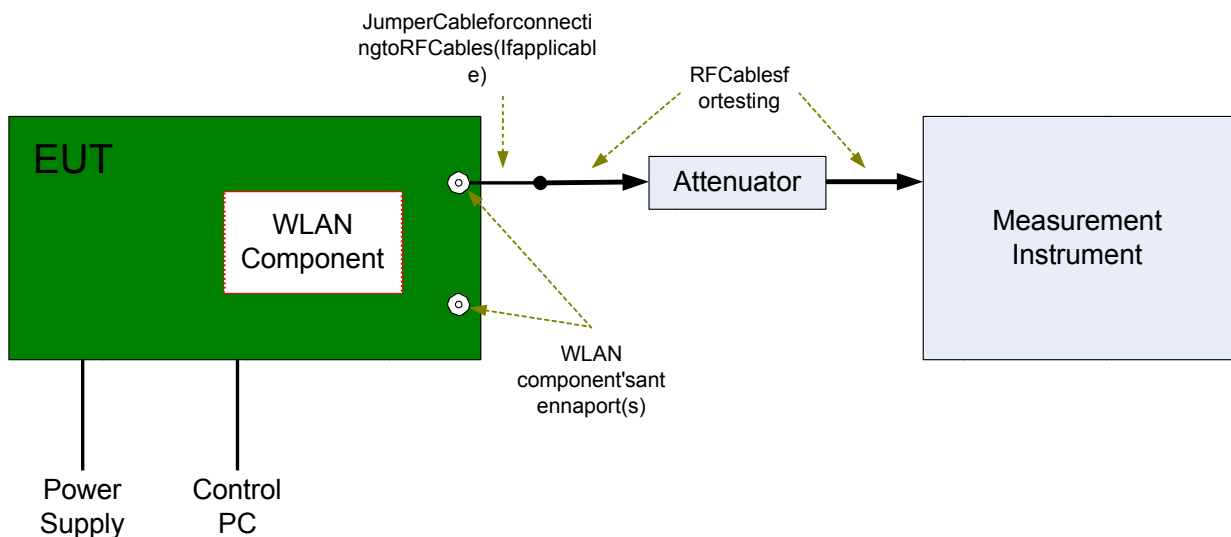 JumperCableforconnecti
ngtoRFCables(Ifapplicabl
e)
RFCablesf
ortesting
EUT
WLAN
Component
Attenuator
Measurement
Instrument
WLAN
component'sant
ennaport(s)
Power
Supply
Control
PC